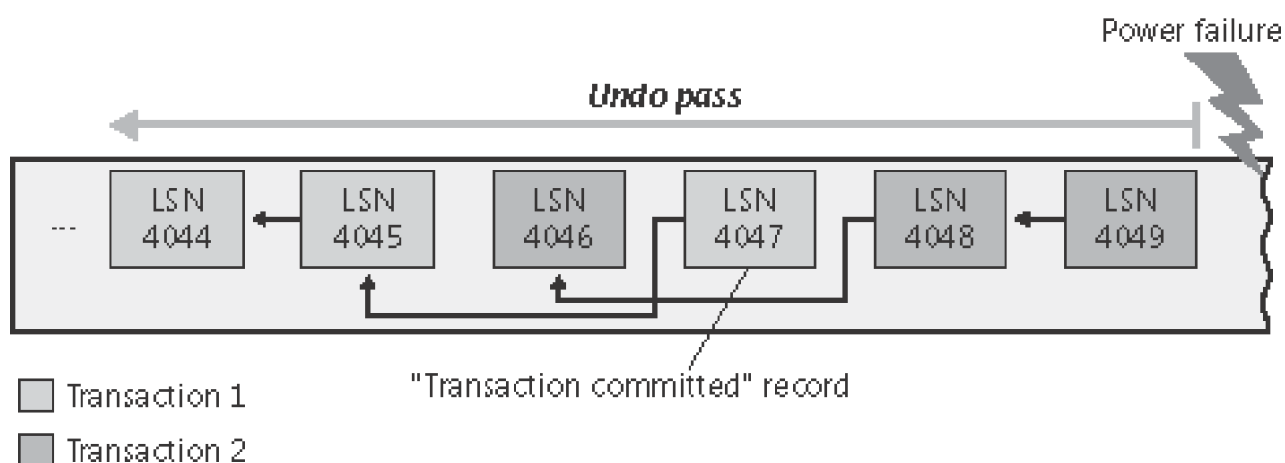 Power failure
Undo pass
---
LSN 4044
LSN 4045
LSN 4046
LSN 4047
LSN 4048
LSN 4049
"Transaction committed" record
Transaction 1
Transaction 2